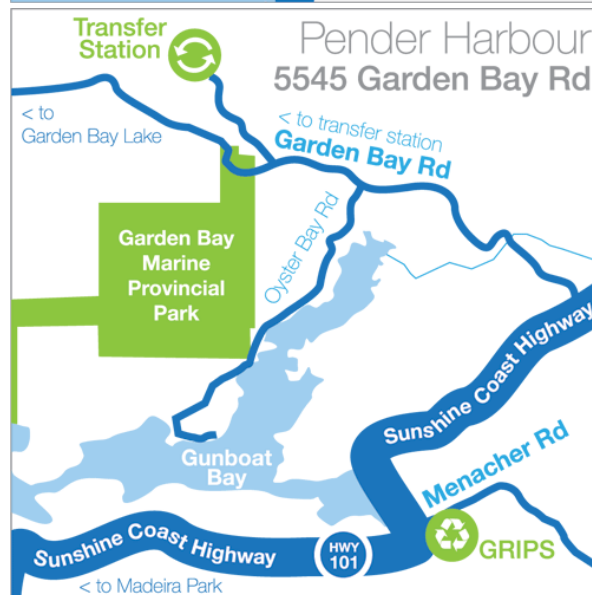 Transfer
Station
Pender Harbour
5545 Garden Bay Rd
< to
Garden Bay Lake
< to transfer station
Garden Bay Rd
Oyster Bay Rd
Garden Bay
Marine
Provincial
Park
Sunshine Coast Highway
Menacher Rd
Gunboat
Bay
Sunshine Coast Highway
HWY
101
GRIPS
< to Madeira Park